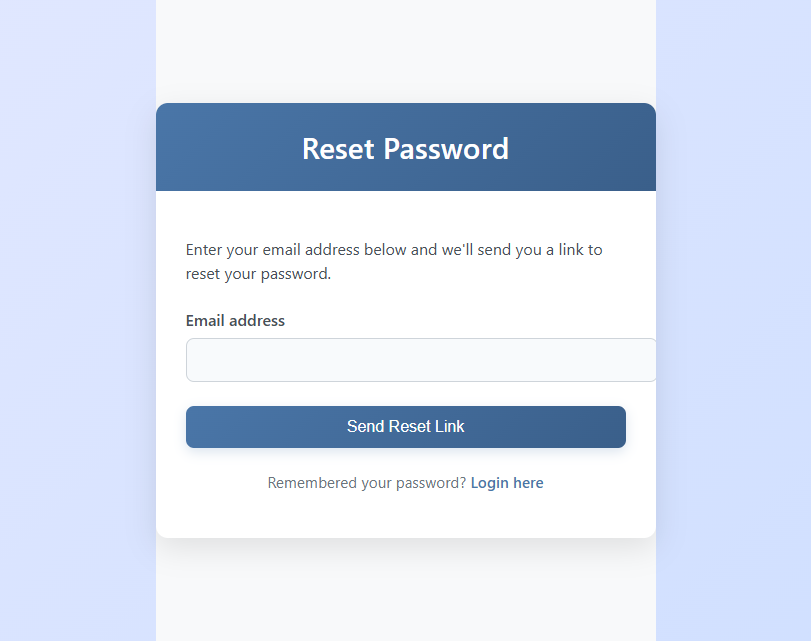 Reset Password
Enter your email address below and we'll send you a link to
reset your password.
Email address
Send Reset Link
Remembered your password? Login here